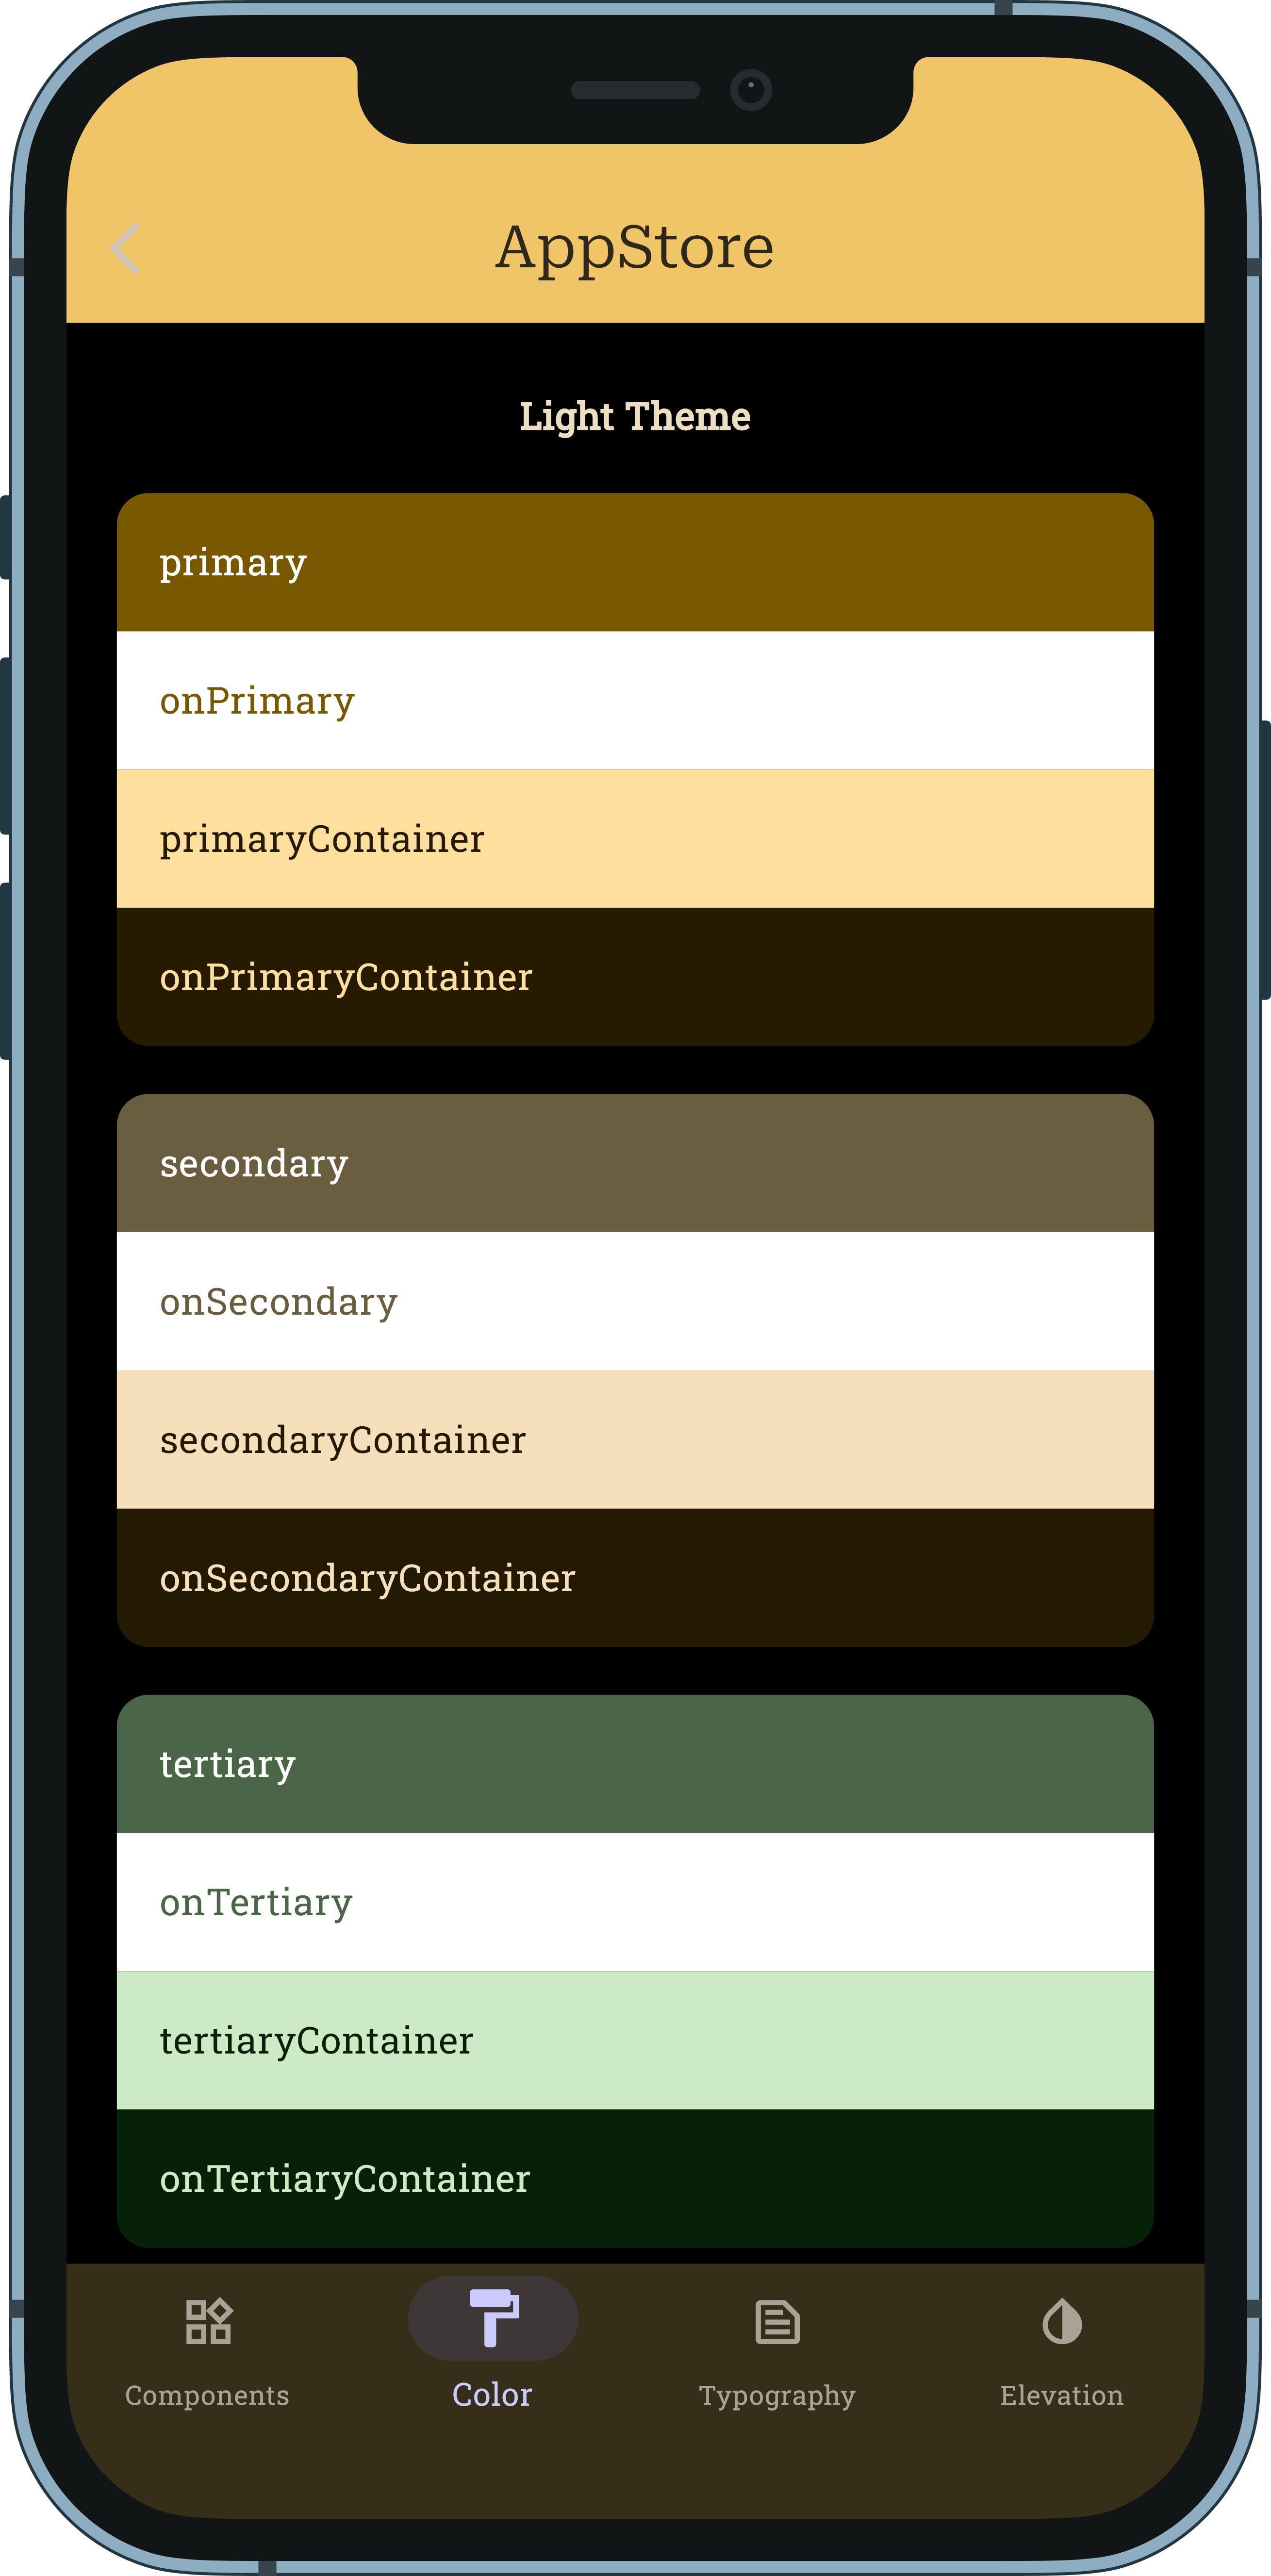 AppStore
Light Theme
primary
onPrimary
primaryContainer
onPrimaryContainer
secondary
onSecondary
secondaryContainer
onSecondaryContainer
tertiary
onTertiary
tertiaryContainer
onTertiaryContainer
Components
Color
Typography
Elevation